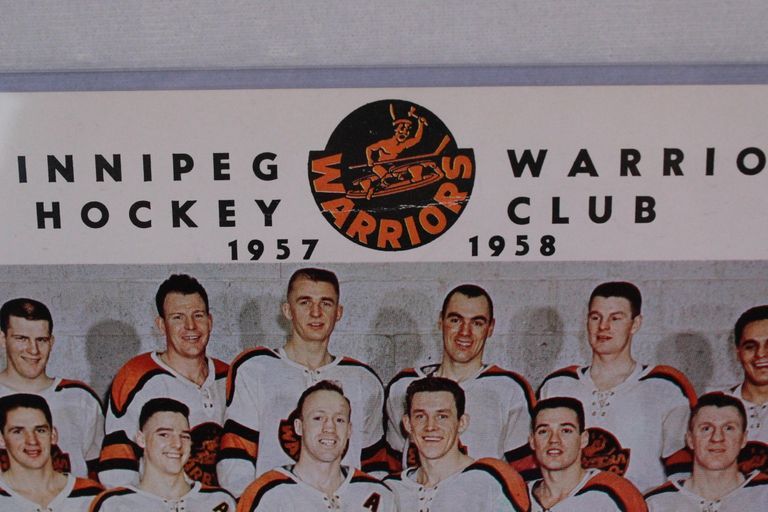 INNIPEG WARRIO
HOCKEY CLUB
WARRIORS
1957 1958
A